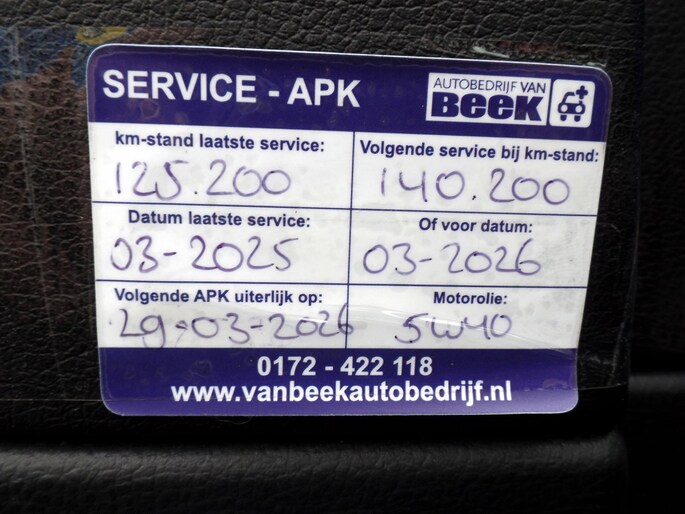 SERVICE - APK
AUTOBEDRIJF VAN
BEEK
km-stand laatste service:
125.200
Volgende service bij km-stand:
140.200
Datum laatste service:
03-2025
Of voor datum:
03-2026
Volgende APK uiterlijk op:
29-03-2026
Motorolie:
5W40
0172 - 422 118
www.vanbeekautobedrijf.nl